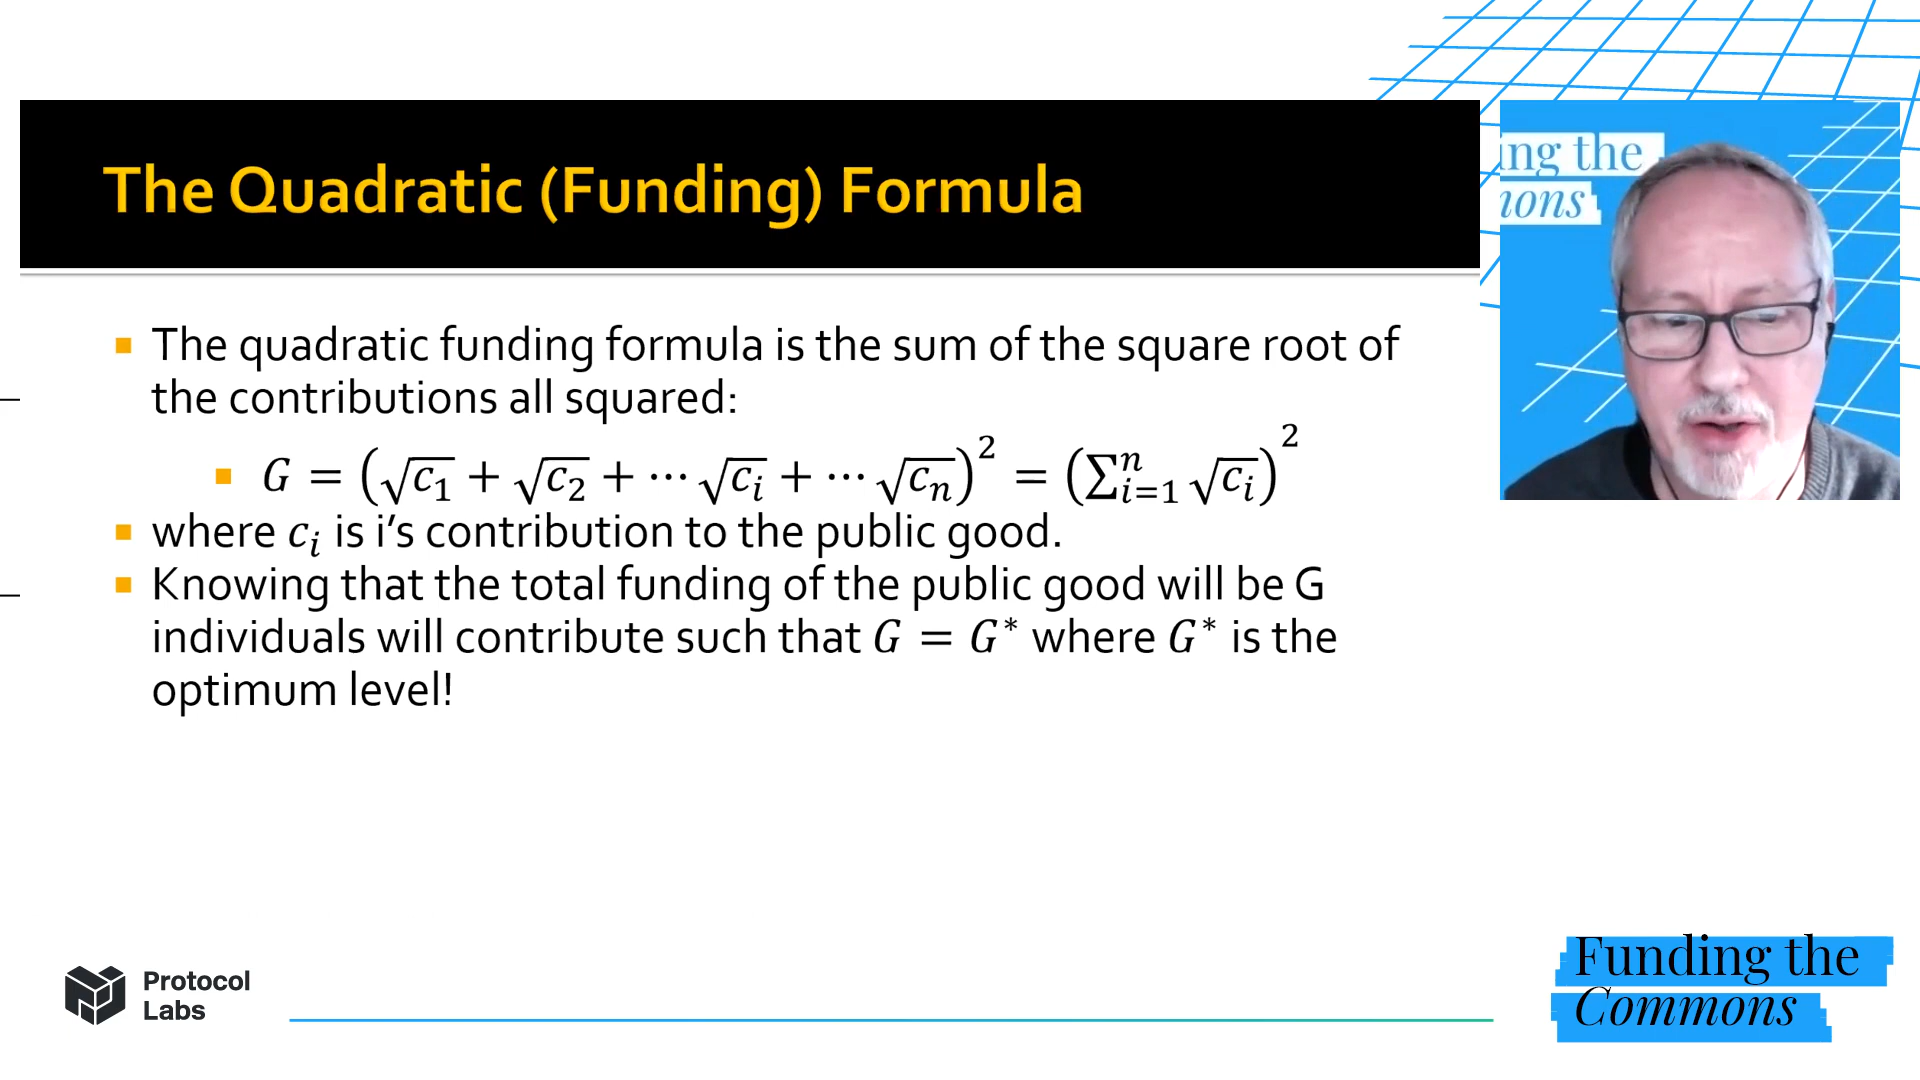 The Quadratic (Funding) Formula
ing the
ions
The quadratic funding formula is the sum of the square root of
the contributions all squared:
G = (√c₁ + √c₂ + ⋯ √cᵢ + ⋯ √cₙ)² = (∑ⁿᵢ₌₁ √cᵢ)²
where cᵢ is i’s contribution to the public good.
Knowing that the total funding of the public good will be G
individuals will contribute such that G = G* where G* is the
optimum level!
Protocol
Labs
Funding the
Commons